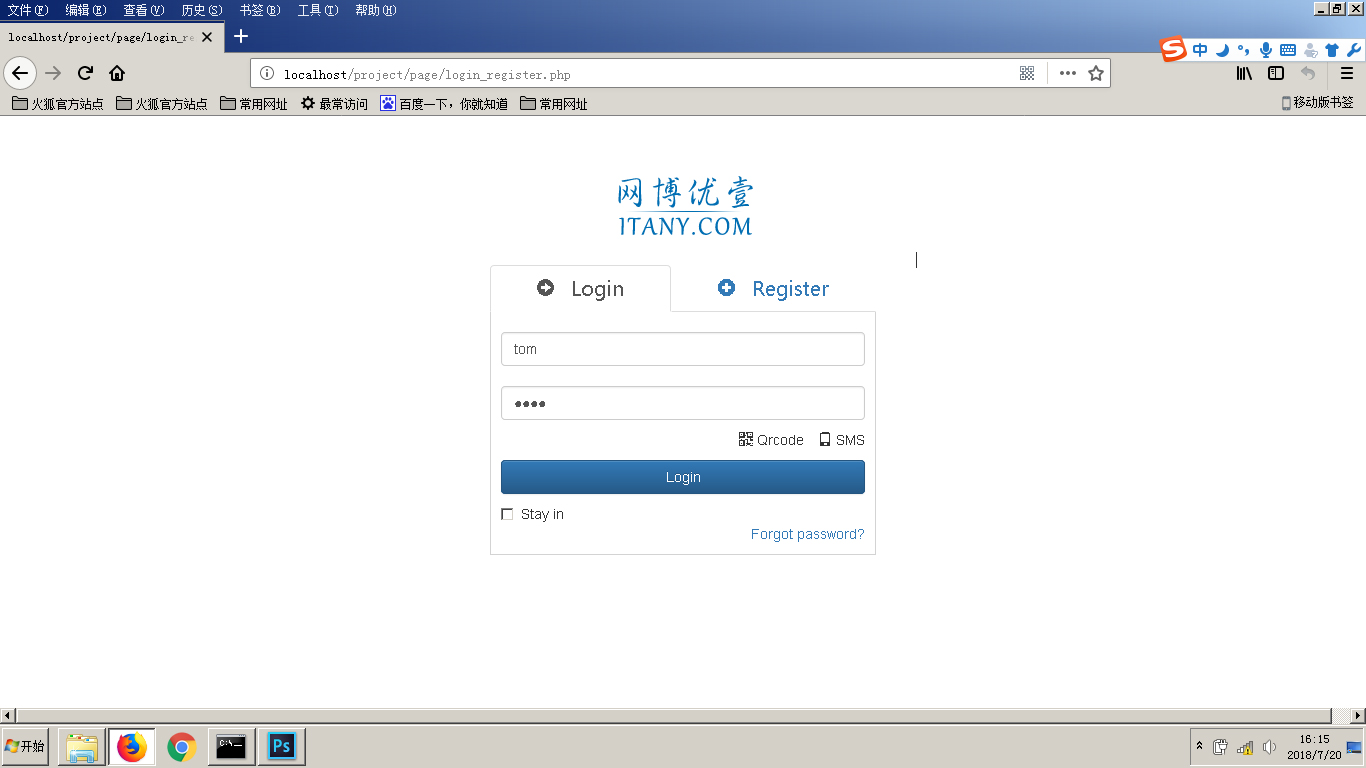 文件(F) 编辑(E) 查看(V) 历史(S) 书签(B) 工具(T) 帮助(H)
localhost/project/page/login_re
中
localhost/project/page/login_register.php
火狐官方站点 火狐官方站点 常用网址 最常访问 百度一下，你就知道 常用网址 移动版书签
网博优壹
ITANY.COM
Login Register
tom
Qrcode SMS
Login
Stay in
Forgot password?
开始 C:\ Ps 16:15
2018/7/20